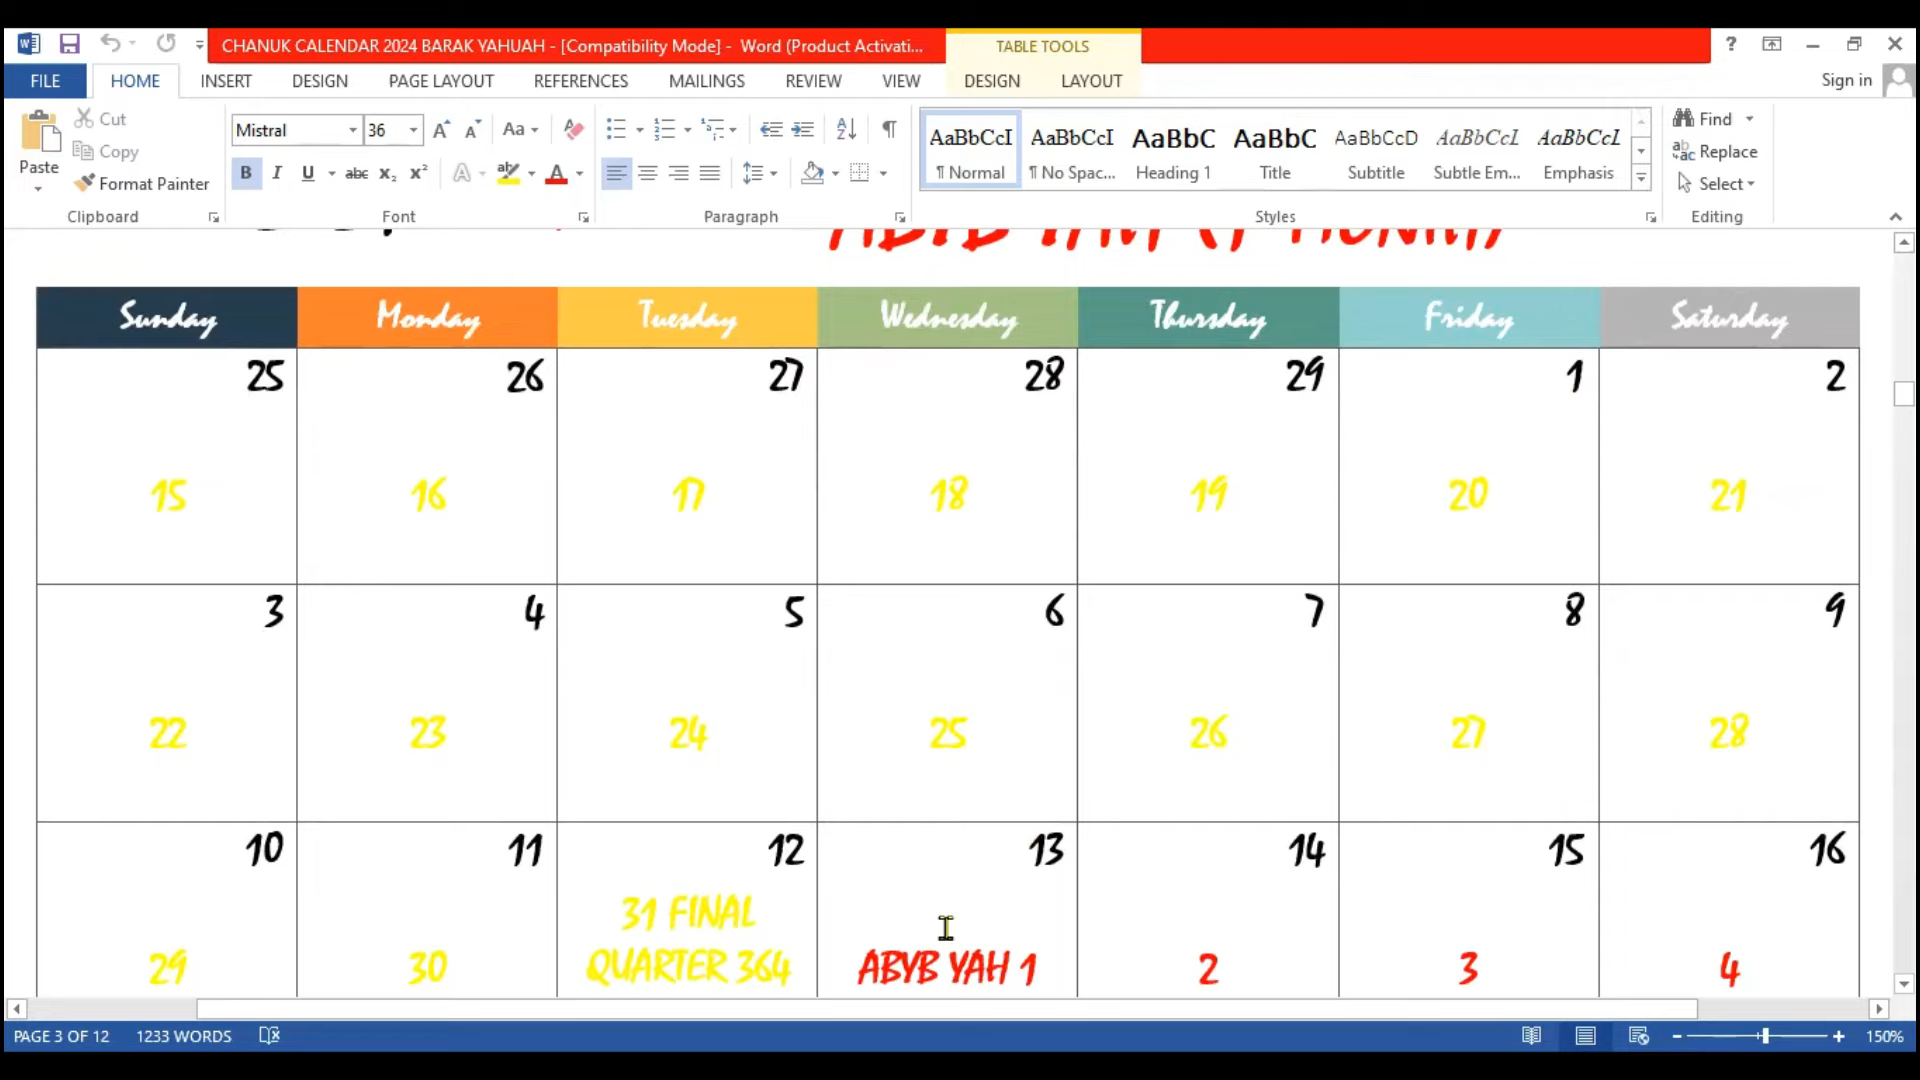 CHANUK CALENDAR 2024 BARAK YAHUAH - [Compatibility Mode] - Word (Product Activati...
TABLE TOOLS
?
FILE HOME INSERT DESIGN PAGE LAYOUT REFERENCES MAILINGS REVIEW VIEW DESIGN LAYOUT Sign in
Paste
Cut
Copy
Format Painter
Clipboard
Mistral 36
Font
Paragraph
AaBbCcI AaBbCcI AaBbC AaBbC AaBbCcD AaBbCcI AaBbCcI
¶ Normal ¶ No Spac... Heading 1 Title Subtitle Subtle Em... Emphasis
Styles
Find
Replace
Select
Editing
Sunday Monday Tuesday Wednesday Thursday Friday Saturday
25 26 27 28 29 1 2
15 16 17 18 19 20 21
3 4 5 6 7 8 9
22 23 24 25 26 27 28
10 11 12 13 14 15 16
31 FINAL
29 30 QUARTER 364 ABYB YAH 1 2 3 4
PAGE 3 OF 12 1233 WORDS 150%